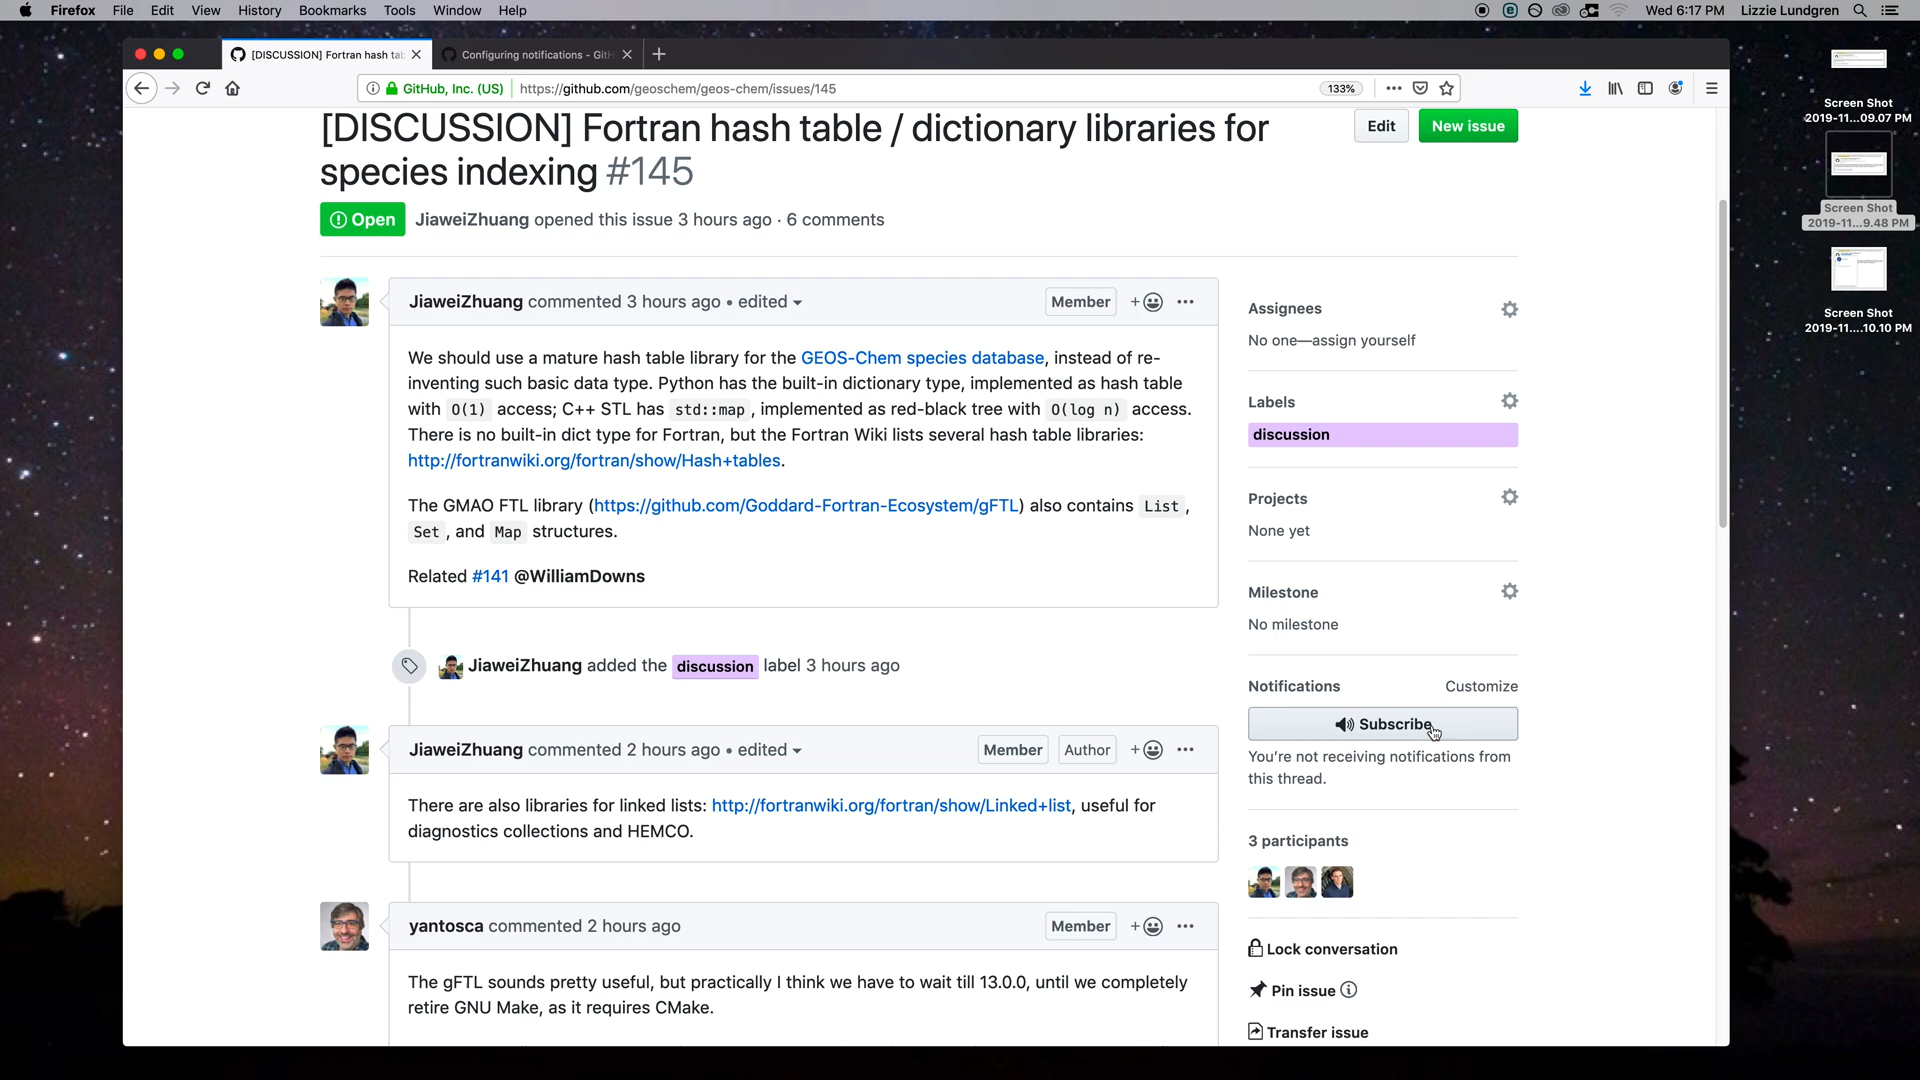 Firefox File Edit View History Bookmarks Tools Window Help
Wed 6:17 PM Lizzie Lundgren
[DISCUSSION] Fortran hash tab
Configuring notifications - GitH
GitHub, Inc. (US)
https://github.com/geoschem/geos-chem/issues/145
133%
[DISCUSSION] Fortran hash table / dictionary libraries for
species indexing #145
Edit
New issue
Open
JiaweiZhuang opened this issue 3 hours ago · 6 comments
JiaweiZhuang commented 3 hours ago • edited
Member
We should use a mature hash table library for the GEOS-Chem species database, instead of re-
inventing such basic data type. Python has the built-in dictionary type, implemented as hash table
with O(1) access; C++ STL has std::map , implemented as red-black tree with O(log n) access.
There is no built-in dict type for Fortran, but the Fortran Wiki lists several hash table libraries:
http://fortranwiki.org/fortran/show/Hash+tables.
The GMAO FTL library (https://github.com/Goddard-Fortran-Ecosystem/gFTL) also contains List ,
Set , and Map structures.
Related #141 @WilliamDowns
JiaweiZhuang added the discussion label 3 hours ago
JiaweiZhuang commented 2 hours ago • edited
Member
Author
There are also libraries for linked lists: http://fortranwiki.org/fortran/show/Linked+list, useful for
diagnostics collections and HEMCO.
yantosca commented 2 hours ago
Member
The gFTL sounds pretty useful, but practically I think we have to wait till 13.0.0, until we completely
retire GNU Make, as it requires CMake.
Assignees
No one—assign yourself
Labels
discussion
Projects
None yet
Milestone
No milestone
Notifications
Customize
Subscribe
You're not receiving notifications from
this thread.
3 participants
Lock conversation
Pin issue
Transfer issue
Screen Shot
2019-11...09.07 PM
Screen Shot
2019-11...9.48 PM
Screen Shot
2019-11....10.10 PM